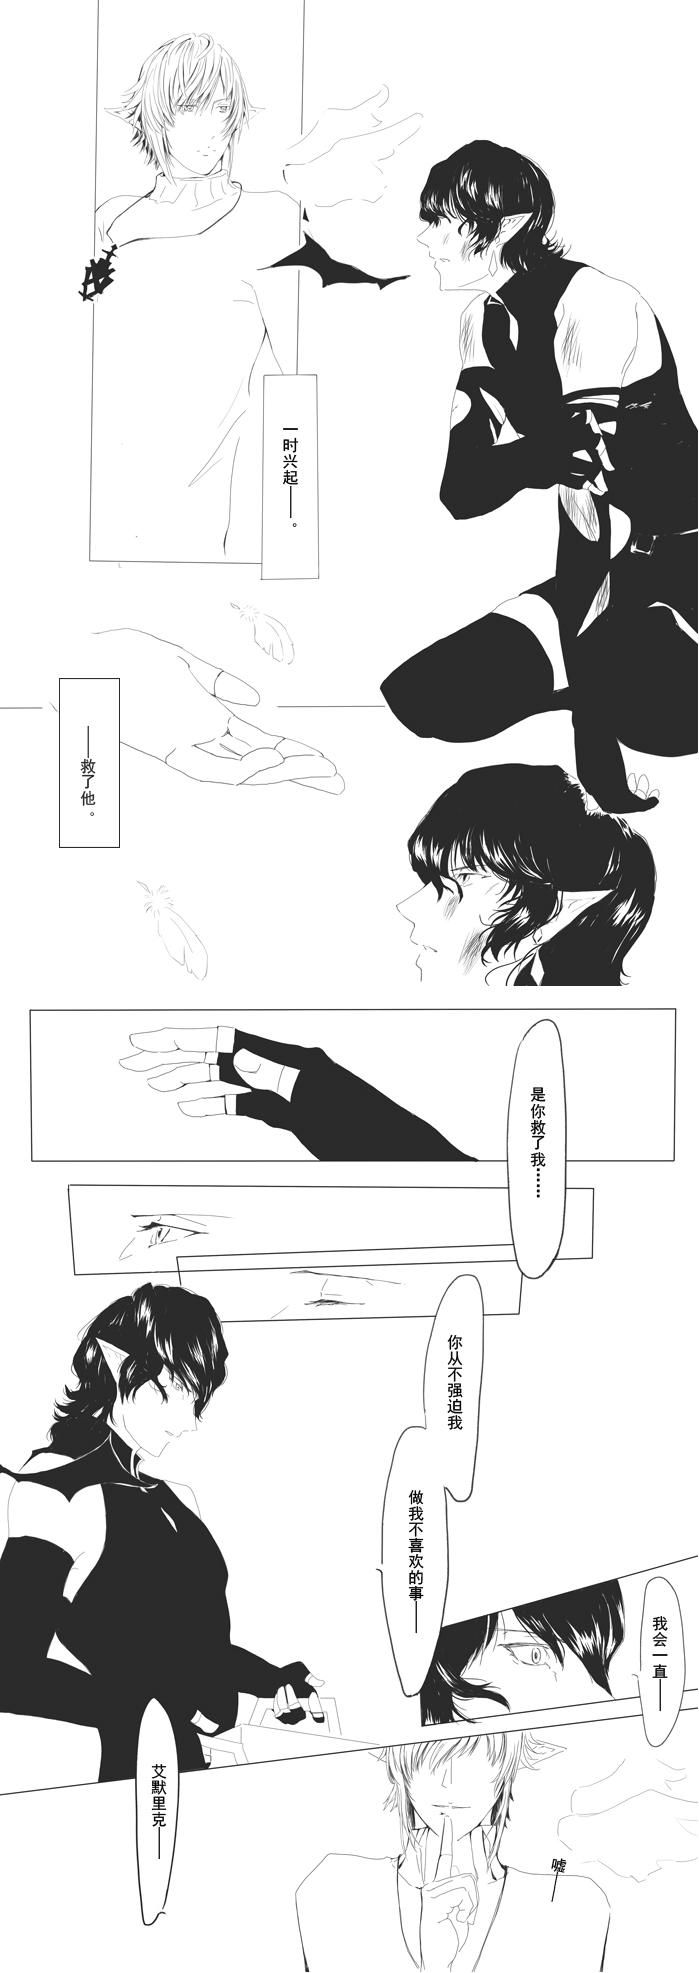 一时兴起——。
——救了他。
是你救了我……
你从不强迫我
做我不喜欢的事——
我会一直——
艾默里克——
嘘——